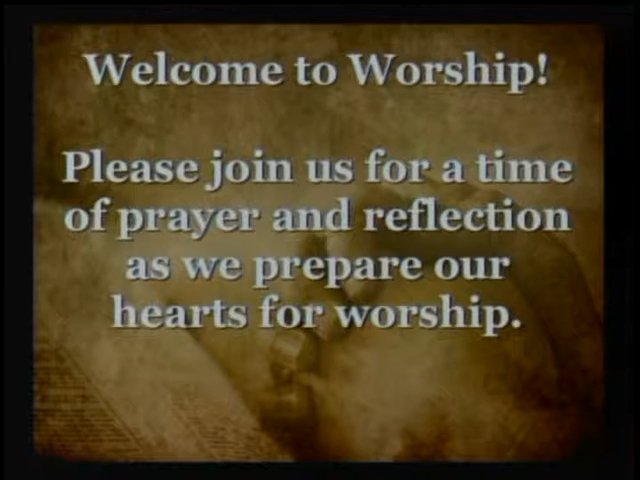 Welcome to Worship!
Please join us for a time
of prayer and reflection
as we prepare our
hearts for worship.